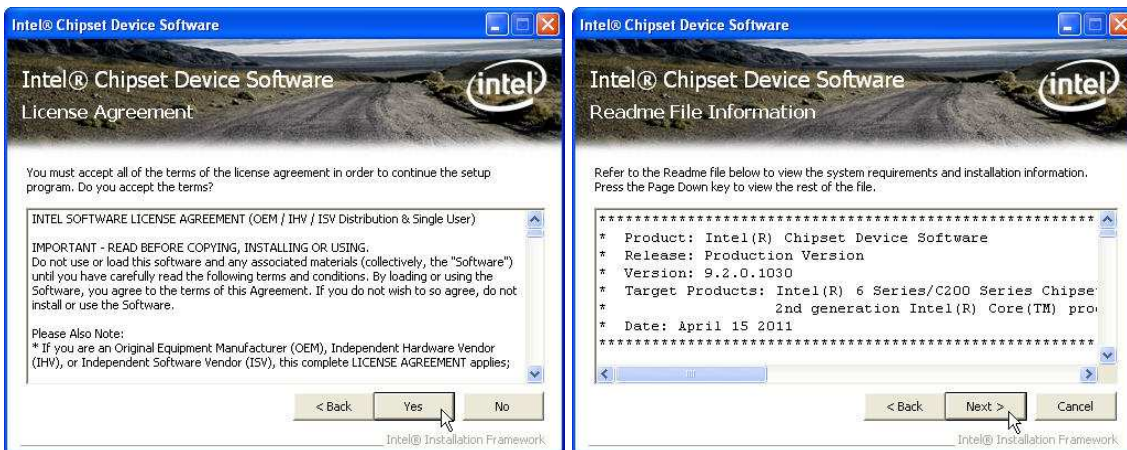 Intel® Chipset Device Software
Intel® Chipset Device Software
License Agreement
intel
You must accept all of the terms of the license agreement in order to continue the setup
program. Do you accept the terms?
INTEL SOFTWARE LICENSE AGREEMENT (OEM / IHV / ISV Distribution & Single User)
IMPORTANT - READ BEFORE COPYING, INSTALLING OR USING.
Do not use or load this software and any associated materials (collectively, the "Software")
until you have carefully read the following terms and conditions. By loading or using the
Software, you agree to the terms of this Agreement. If you do not wish to so agree, do not
install or use the Software.
Please Also Note:
* If you are an Original Equipment Manufacturer (OEM), Independent Hardware Vendor
(IHV), or Independent Software Vendor (ISV), this complete LICENSE AGREEMENT applies;
< Back Yes No
Intel® Installation Framework
Intel® Chipset Device Software
Intel® Chipset Device Software
Readme File Information
intel
Refer to the Readme file below to view the system requirements and installation information.
Press the Page Down key to view the rest of the file.
********************************************************
* Product: Intel(R) Chipset Device Software
* Release: Production Version
* Version: 9.2.0.1030
* Target Products: Intel(R) 6 Series/C200 Series Chipse
* 2nd generation Intel(R) Core(TM) pro
* Date: April 15 2011
********************************************************
< Back Next > Cancel
Intel® Installation Framework